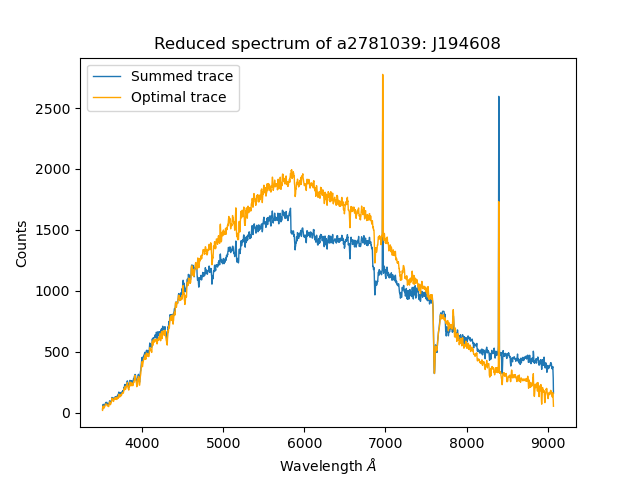 Reduced spectrum of a2781039: J194608
Summed trace
Optimal trace
2500
2000
1500
1000
500
0
Counts
4000 5000 6000 7000 8000 9000
Wavelength Å